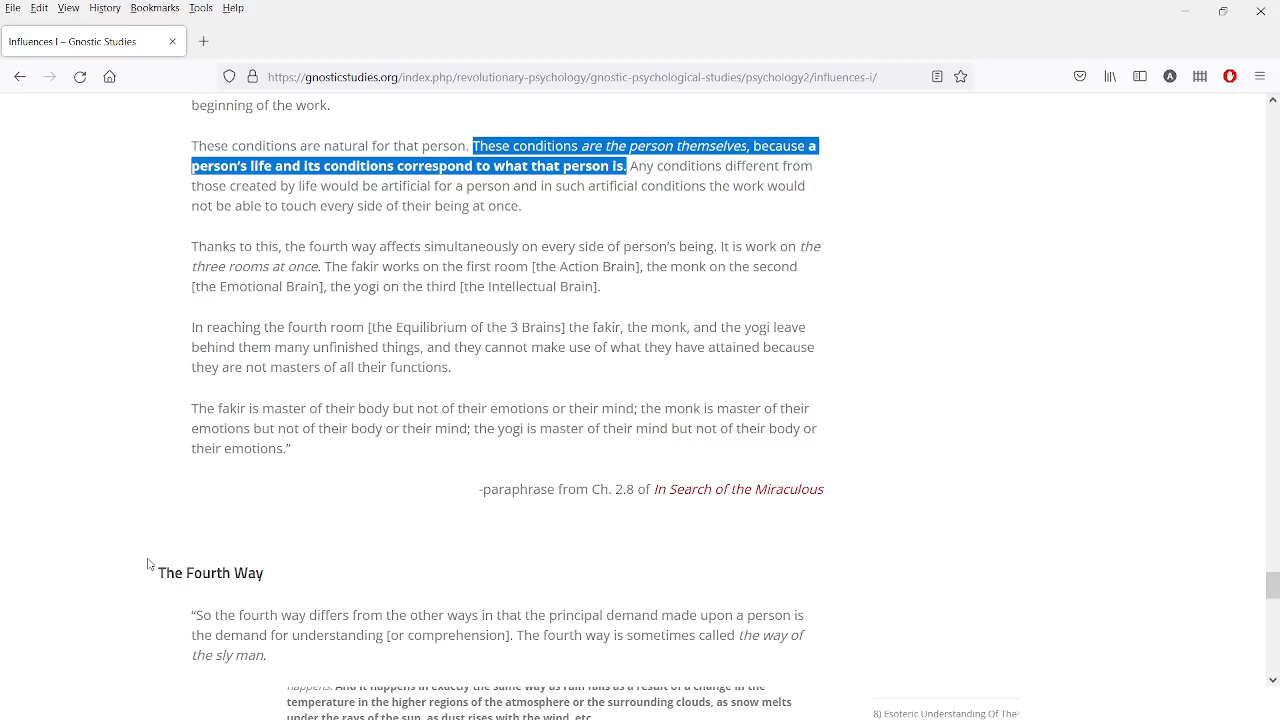 File Edit View History Bookmarks Tools Help
Influences I – Gnostic Studies
https://gnosticstudies.org/index.php/revolutionary-psychology/gnostic-psychological-studies/psychology2/influences-i/
beginning of the work.
These conditions are natural for that person. These conditions are the person themselves, because a
person's life and its conditions correspond to what that person is. Any conditions different from
those created by life would be artificial for a person and in such artificial conditions the work would
not be able to touch every side of their being at once.
Thanks to this, the fourth way affects simultaneously on every side of person's being. It is work on the
three rooms at once. The fakir works on the first room [the Action Brain], the monk on the second
[the Emotional Brain], the yogi on the third [the Intellectual Brain].
In reaching the fourth room [the Equilibrium of the 3 Brains] the fakir, the monk, and the yogi leave
behind them many unfinished things, and they cannot make use of what they have attained because
they are not masters of all their functions.
The fakir is master of their body but not of their emotions or their mind; the monk is master of their
emotions but not of their body or their mind; the yogi is master of their mind but not of their body or
their emotions."
-paraphrase from Ch. 2.8 of In Search of the Miraculous
The Fourth Way
"So the fourth way differs from the other ways in that the principal demand made upon a person is
the demand for understanding [or comprehension]. The fourth way is sometimes called the way of
the sly man.
happens. And it happens in exactly the same way as rain falls as a result of a change in the
temperature in the higher regions of the atmosphere or the surrounding clouds, as snow melts
under the rays of the sun, as dust rises with the wind, etc.
8) Esoteric Understanding Of The